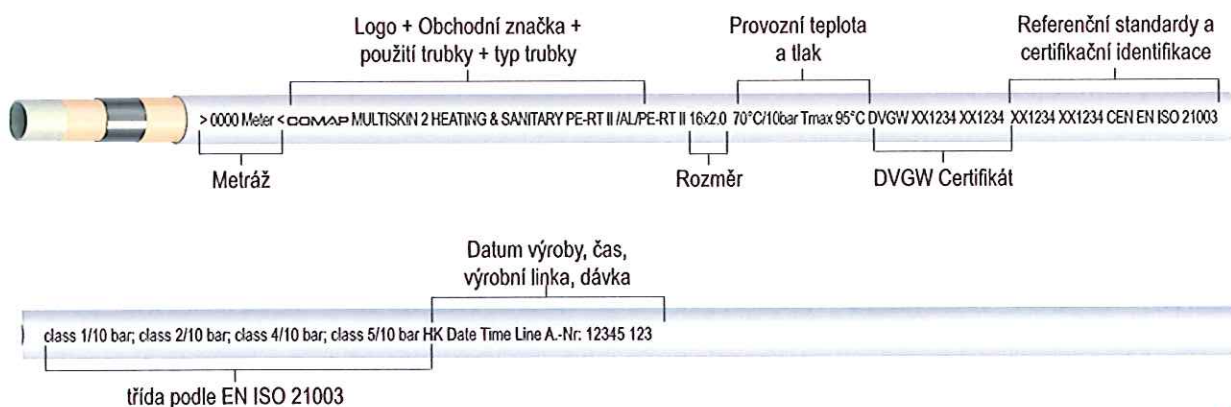 Logo + Obchodní značka +
použití trubky + typ trubky
Provozní teplota
a tlak
Referenční standardy a
certifikační identifikace
> 0000 Meter < COMAP MULTISKIN 2 HEATING & SANITARY PE-RT II /AL/PE-RT II 16x2.0 70°C/10bar Tmax 95°C DVGW XX1234 XX1234 XX1234 XX1234 CEN EN ISO 21003
Metráž
Rozměr
DVGW Certifikát
Datum výroby, čas,
výrobní linka, dávka
class 1/10 bar; class 2/10 bar; class 4/10 bar; class 5/10 bar HK Date Time Line A.-Nr: 12345 123
třída podle EN ISO 21003